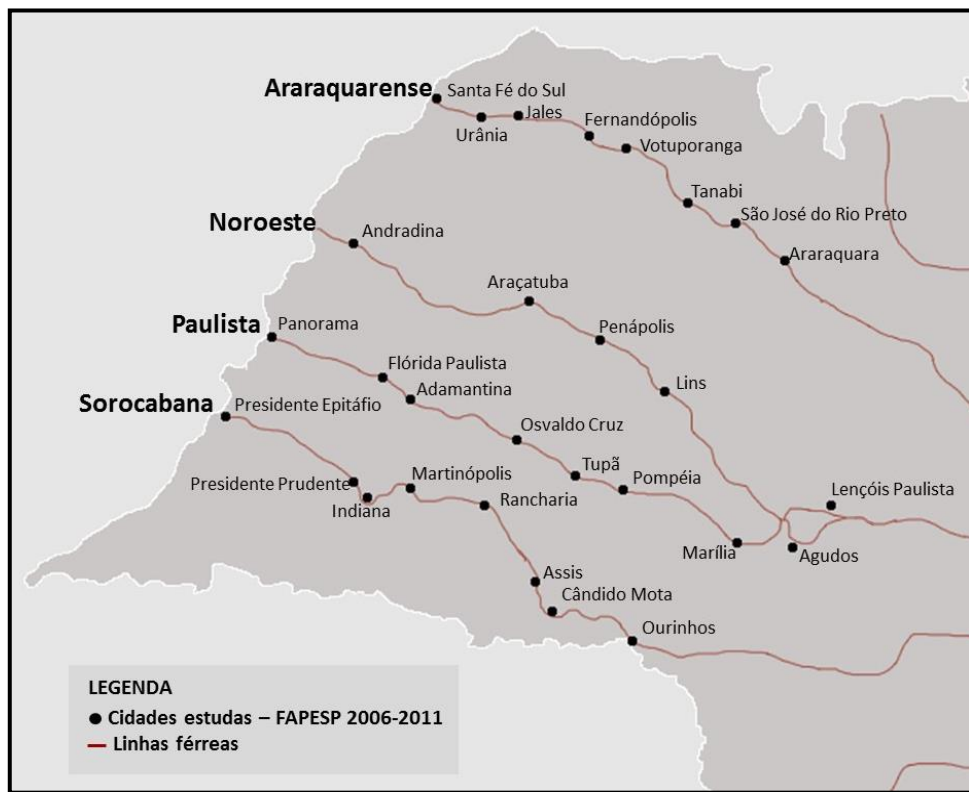 Araraquarense
Santa Fé do Sul
Jales
Urânia
Fernandópolis
Votuporanga
Tanabi
São José do Rio Preto
Araraquara
Noroeste
Andradina
Araçatuba
Penápolis
Lins
Paulista
Panorama
Flórida Paulista
Adamantina
Osvaldo Cruz
Tupã
Pompéia
Marília
Lençóis Paulista
Agudos
Sorocabana
Presidente Epitáfio
Presidente Prudente
Indiana
Martinópolis
Rancharia
Assis
Cândido Mota
Ourinhos
LEGENDA
Cidades estudas – FAPESP 2006-2011
Linhas férreas